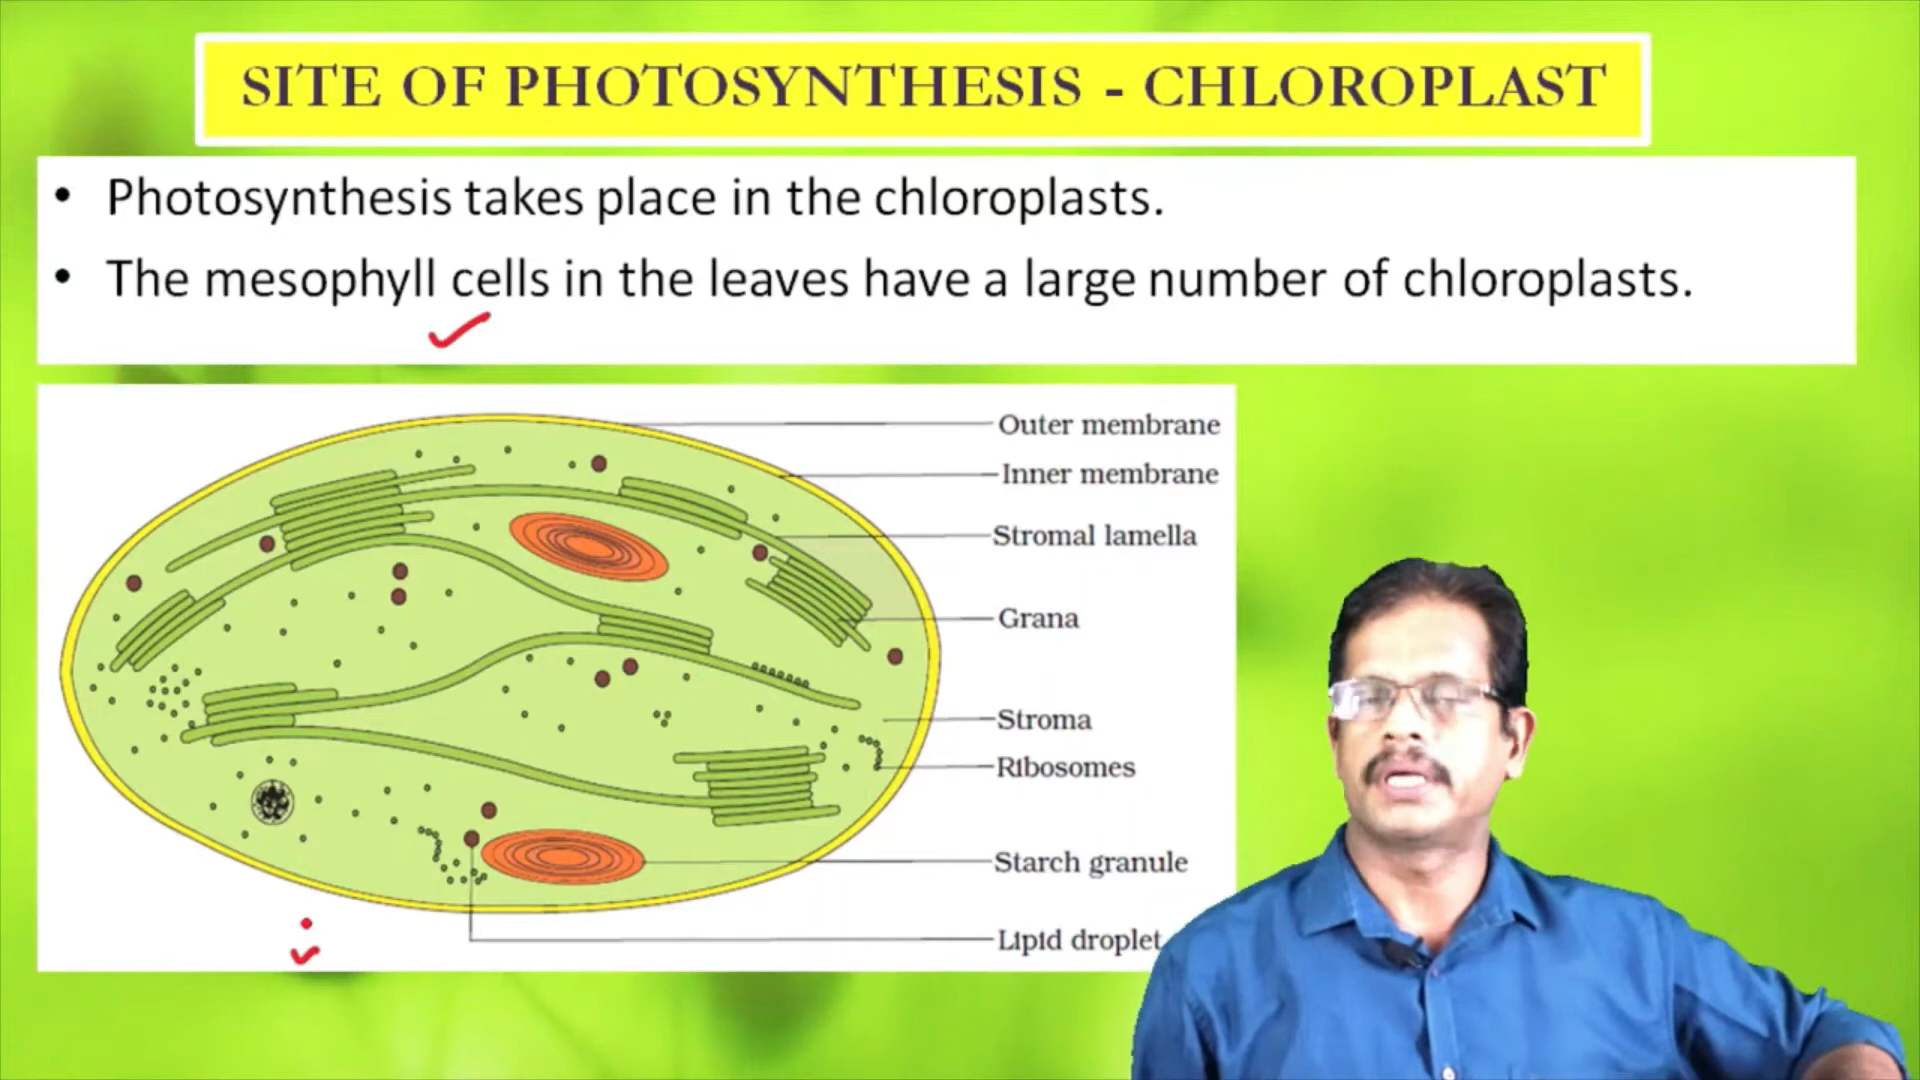 SITE OF PHOTOSYNTHESIS - CHLOROPLAST
• Photosynthesis takes place in the chloroplasts.
• The mesophyll cells in the leaves have a large number of chloroplasts.
Outer membrane
Inner membrane
Stromal lamella
Grana
Stroma
Ribosomes
Starch granule
Lipid droplet